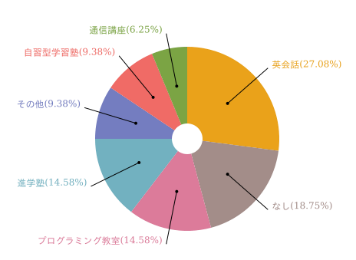 通信講座(6.25%)
自習型学習塾(9.38%)
英会話(27.08%)
その他(9.38%)
進学塾(14.58%)
なし(18.75%)
プログラミング教室(14.58%)